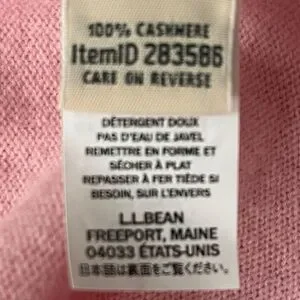 100% CASHMERE
ItemID 283586
CARE ON REVERSE
DÉTERGENT DOUX
PAS D'EAU DE JAVEL
REMETTRE EN FORME ET
SÉCHER À PLAT
REPASSER À FER TIÈDE SI
BESOIN, SUR L'ENVERS
L.L.BEAN
FREEPORT, MAINE
04033 ÉTATS-UNIS
日本語は裏面をご覧ください。